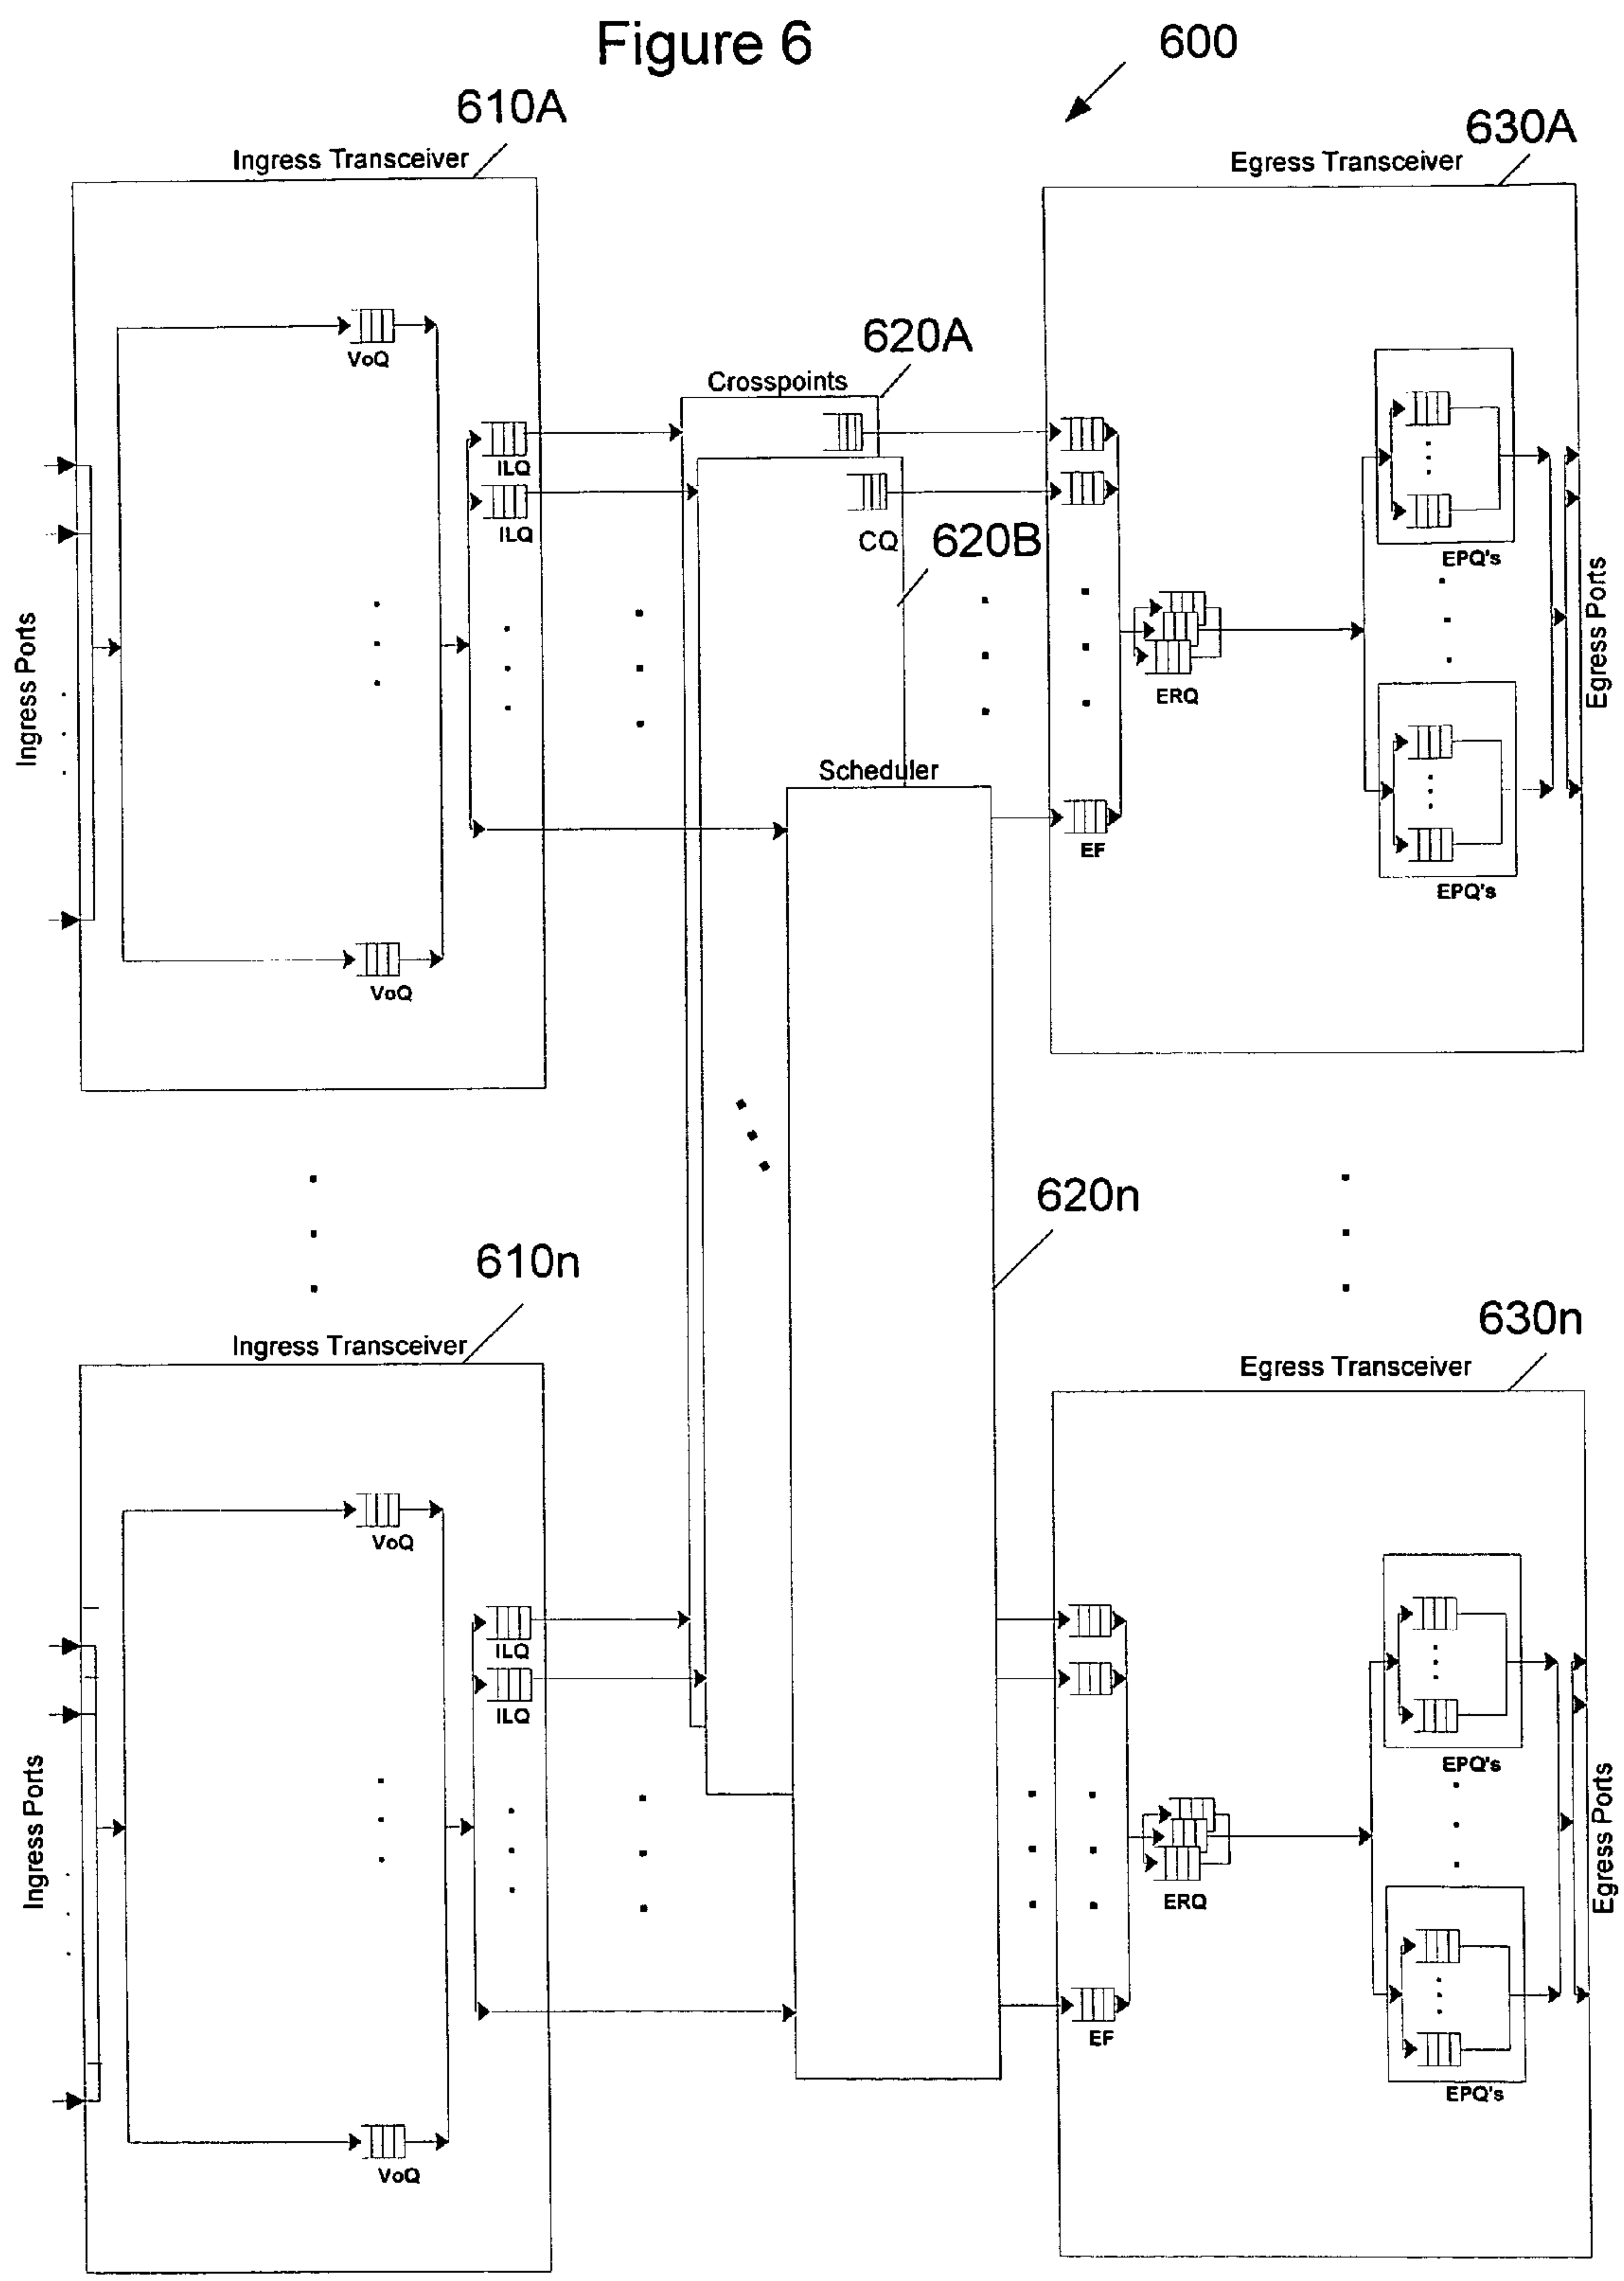 Figure 6
600
610A
630A
Ingress Transceiver
Egress Transceiver
VoQ
620A
Crosspoints
ILQ
ILQ
CQ
620B
EPQ's
Ingress Ports
Egress Ports
ERQ
Scheduler
EF
EPQ's
VoQ
620n
610n
630n
Ingress Transceiver
Egress Transceiver
VoQ
ILQ
ILQ
EPQ's
Ingress Ports
Egress Ports
ERQ
EF
EPQ's
VoQ